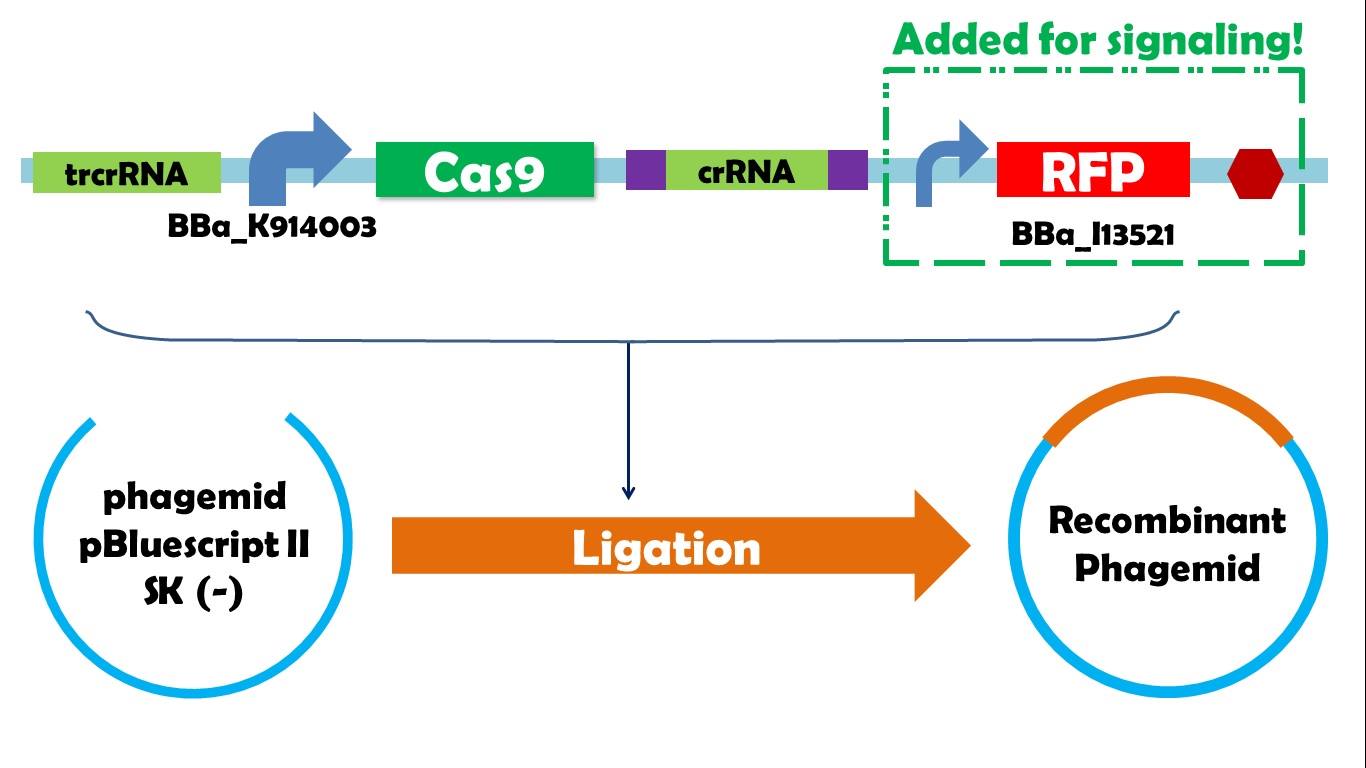 Added for signaling!
trcrRNA
Cas9
crRNA
RFP
BBa_K914003
BBa_I13521
phagemid
pBluescript II
SK (-)
Ligation
Recombinant
Phagemid